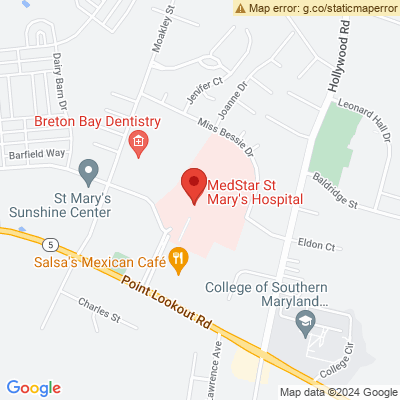 Map error: g.co/staticmaperror
Moakley St
Hollywood Rd
Dairy Barn Dr
Jenifer Ct
Joanne Dr
Leonard Hall Dr
Breton Bay Dentistry
Miss Bessie Dr
Barfield Way
Baldridge St
St Mary's
Sunshine Center
MedStar St
Mary's Hospital
5
Eldon Ct
Salsa's Mexican Café
Point Lookout Rd
College of Southern
Maryland...
Charles St
Lawrence Ave
College Cir
Google
Map data ©2024 Google